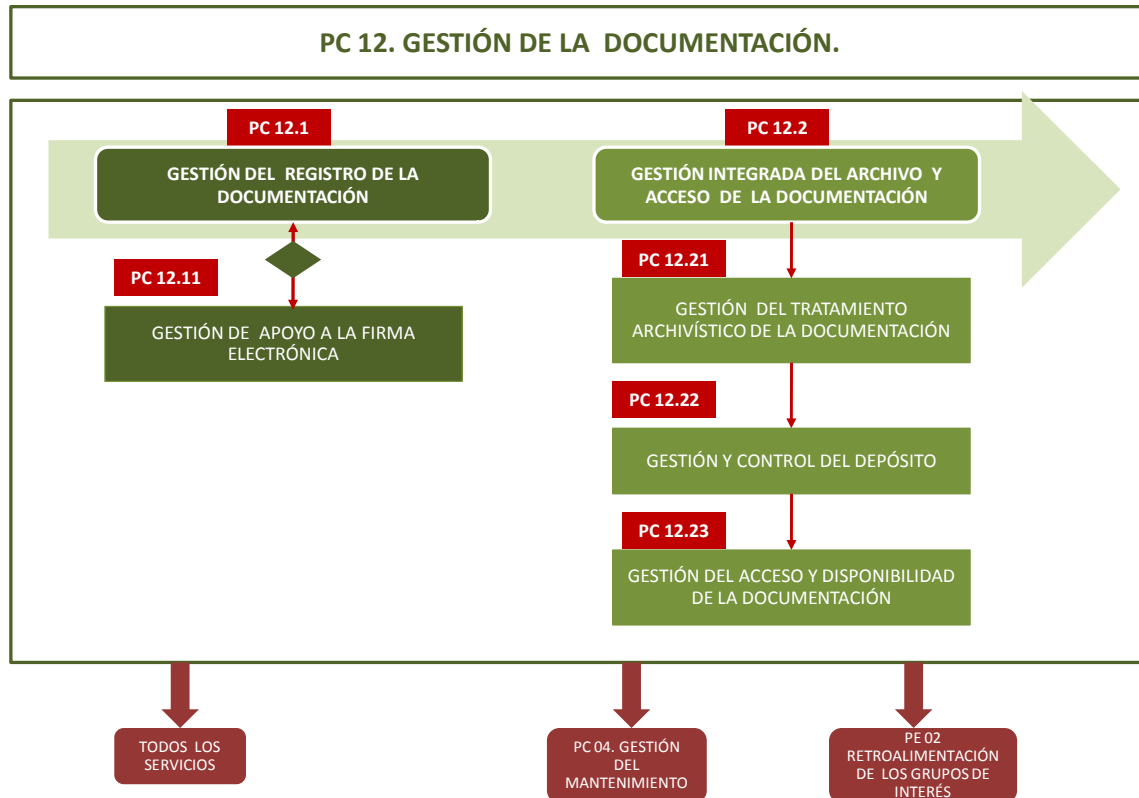 PC 12. GESTIÓN DE LA DOCUMENTACIÓN.
PC 12.1
GESTIÓN DEL REGISTRO DE LA
DOCUMENTACIÓN
PC 12.11
GESTIÓN DE APOYO A LA FIRMA
ELECTRÓNICA
PC 12.2
GESTIÓN INTEGRADA DEL ARCHIVO Y
ACCESO DE LA DOCUMENTACIÓN
PC 12.21
GESTIÓN DEL TRATAMIENTO
ARCHIVÍSTICO DE LA DOCUMENTACIÓN
PC 12.22
GESTIÓN Y CONTROL DEL DEPÓSITO
PC 12.23
GESTIÓN DEL ACCESO Y DISPONIBILIDAD
DE LA DOCUMENTACIÓN
TODOS LOS
SERVICIOS
PC 04. GESTIÓN
DEL
MANTENIMIENTO
PE 02
RETROALIMENTACIÓN
DE LOS GRUPOS DE
INTERÉS